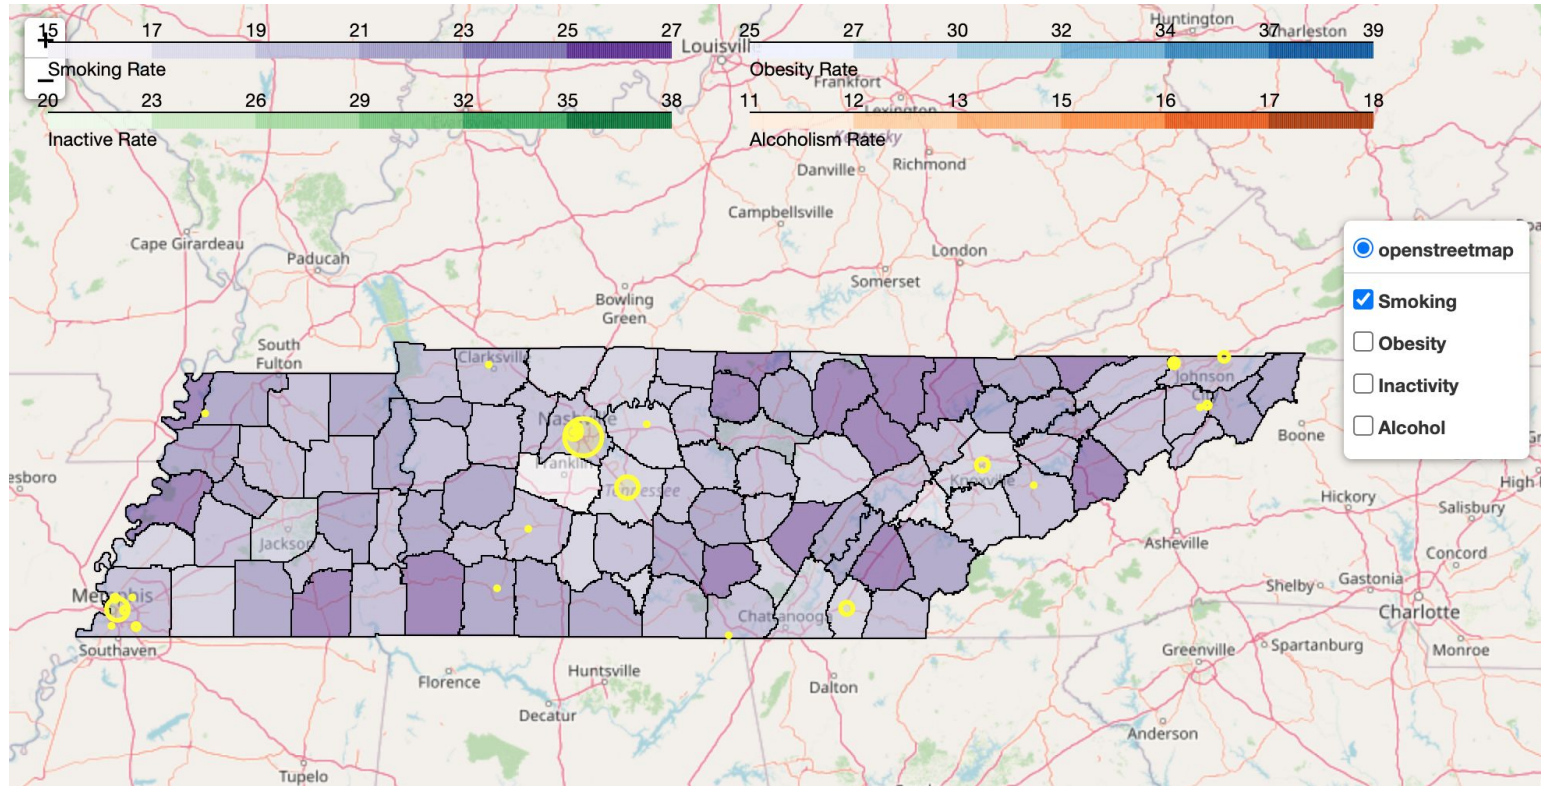 +
−
15 17 19 21 23 25 27
Smoking Rate
25 27 30 32 34 37 39
Obesity Rate
20 23 26 29 32 35 38
Inactive Rate
11 12 13 15 16 17 18
Alcoholism Rate
openstreetmap
Smoking
Obesity
Inactivity
Alcohol
Huntington
Charleston
Louisvill
Frankfort
Lexington
Evansville
Kentucky
Richmond
Danville
Campbellsville
Cape Girardeau
Paducah
London
Somerset
Bowling
Green
South
Fulton
Clarksville
Johnson
City
Nashville
Boone
Franklin
Tennessee
Knoxville
esboro
Hickory
High
Salisbury
Jackson
Asheville
Concord
Shelby
Gastonia
Memphis
Charlotte
Chattanooga
Southaven
Greenville
Spartanburg
Monroe
Florence
Huntsville
Dalton
Decatur
Anderson
Tupelo